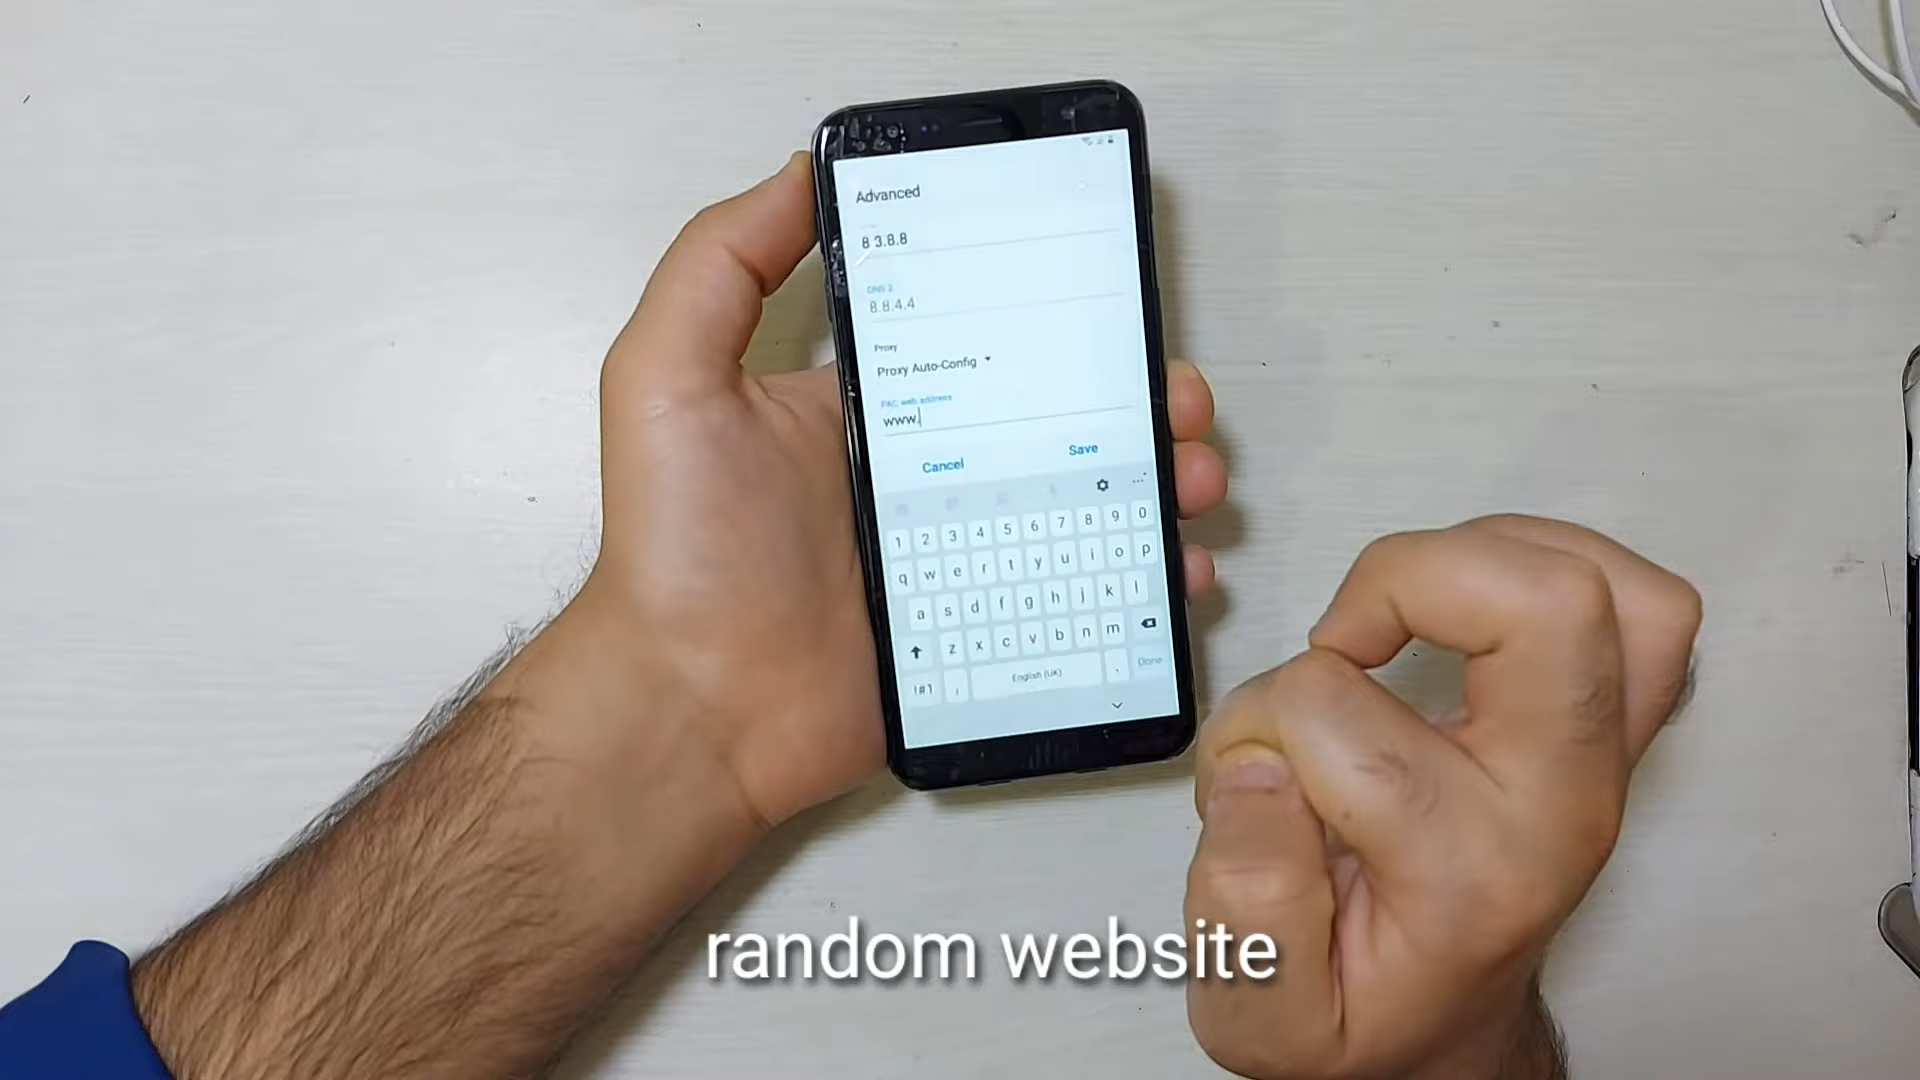 Advanced
8 3.8.8
DNS 2
8.8.4.4
Proxy
Proxy Auto-Config
PAC web address
www.
Cancel Save
1 2 3 4 5 6 7 8 9 0
q w e r t y u i o p
a s d f g h j k l
z x c v b n m
!#1 , English (UK) . Done
random website